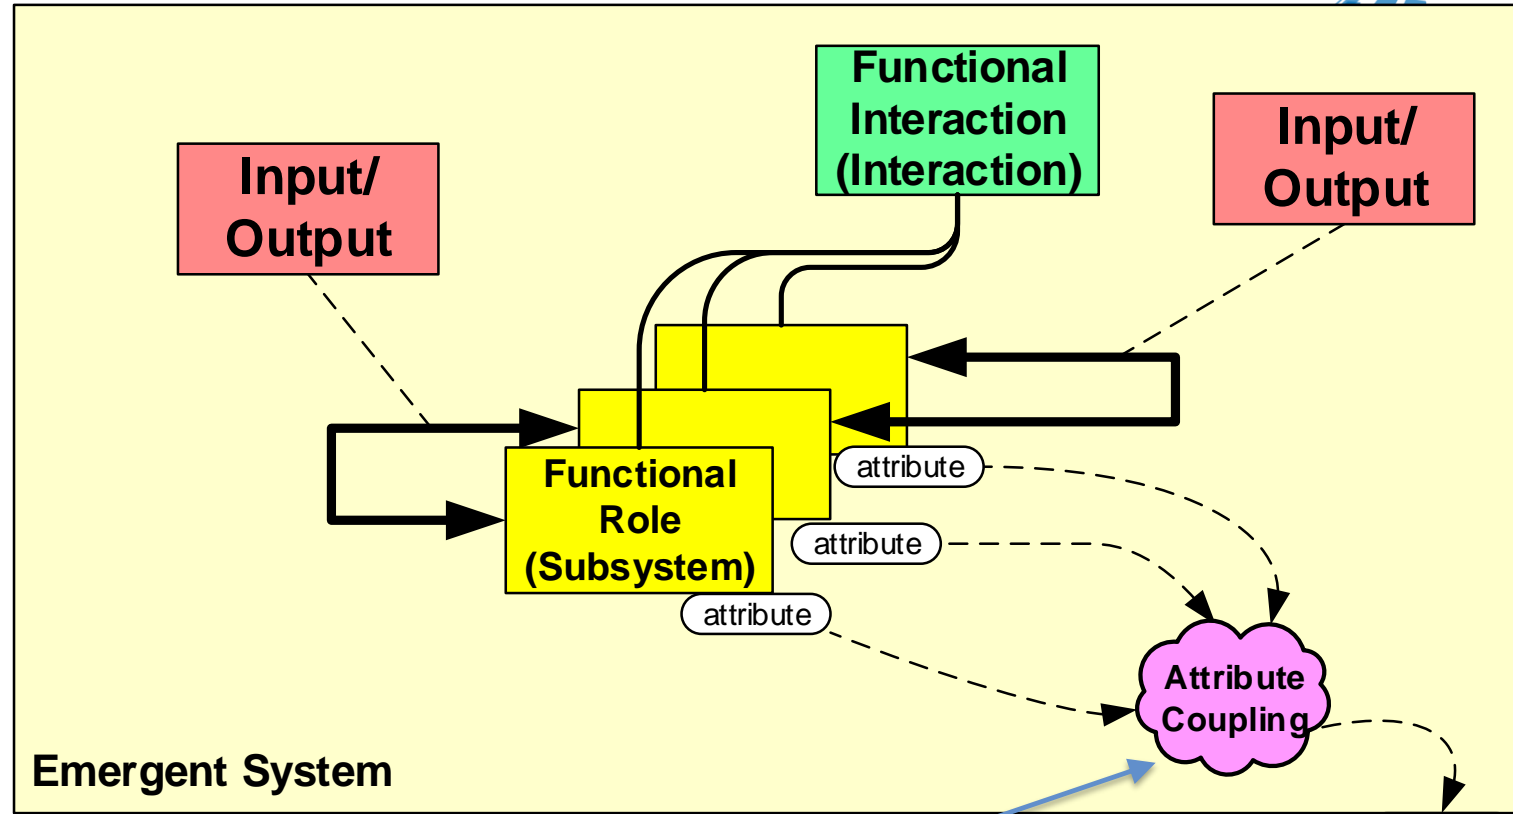 Functional
Interaction
(Interaction)
Input/
Output
Input/
Output
attribute
Functional
Role
(Subsystem)
attribute
attribute
Attribute
Coupling
Emergent System